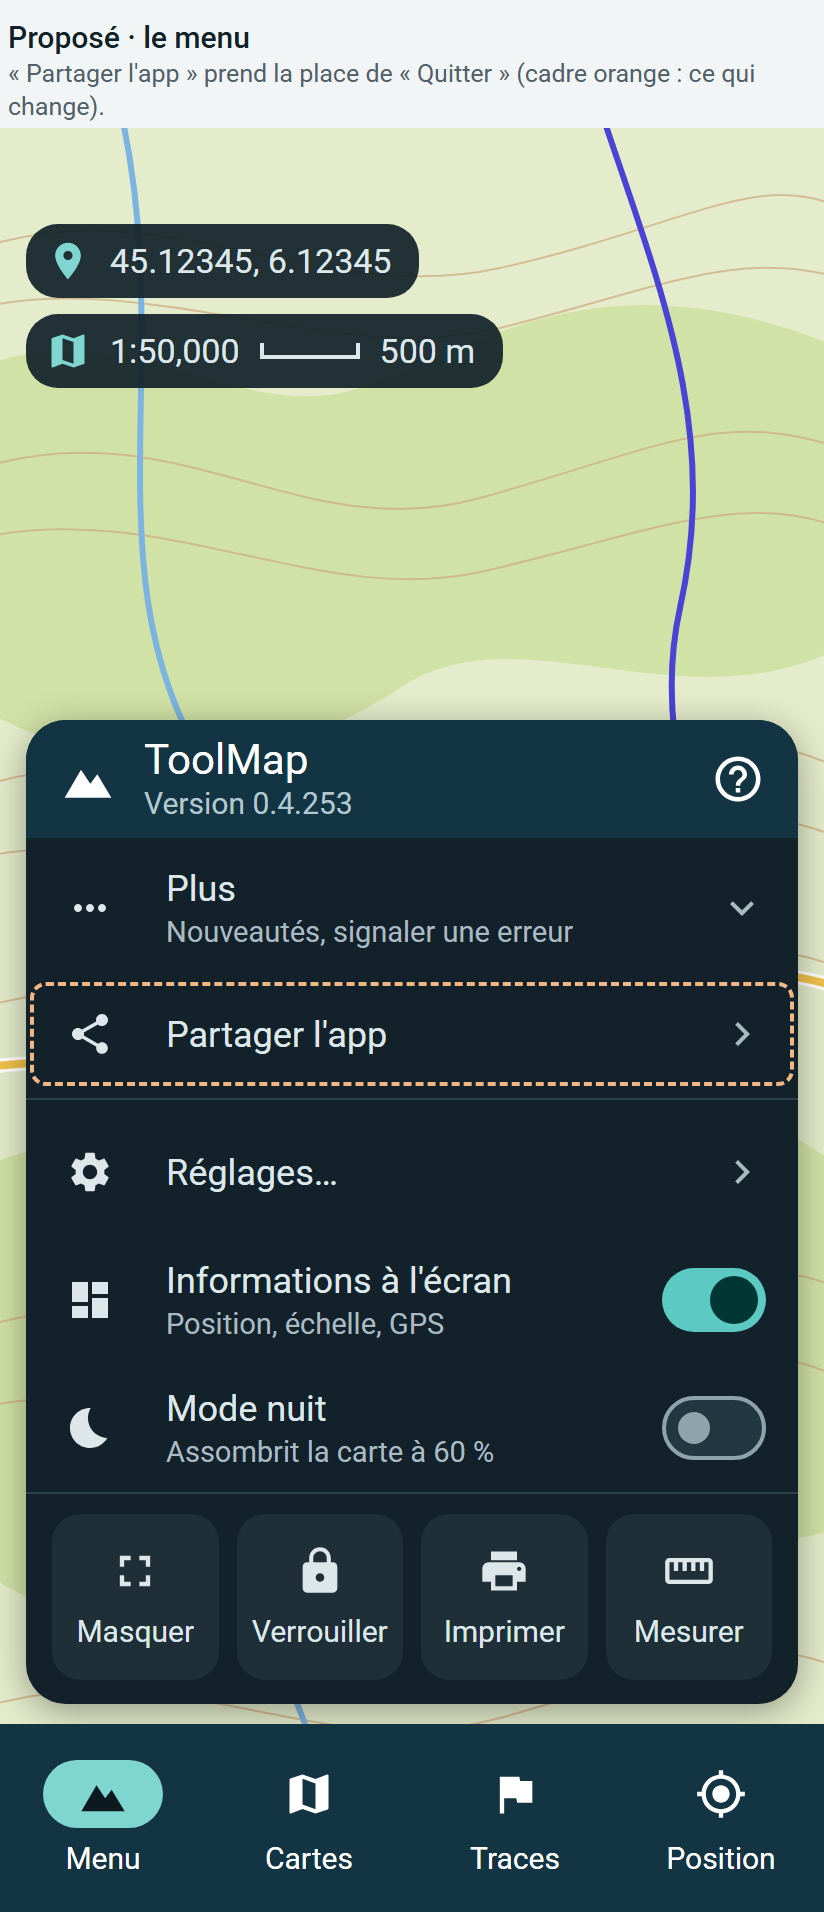 Proposé · le menu
« Partager l'app » prend la place de « Quitter » (cadre orange : ce qui
change).
45.12345, 6.12345
1:50,000 500 m
ToolMap
Version 0.4.253
Plus
Nouveautés, signaler une erreur
Partager l'app
Réglages...
Informations à l'écran
Position, échelle, GPS
Mode nuit
Assombrit la carte à 60 %
Masquer Verrouiller Imprimer Mesurer
Menu Cartes Traces Position